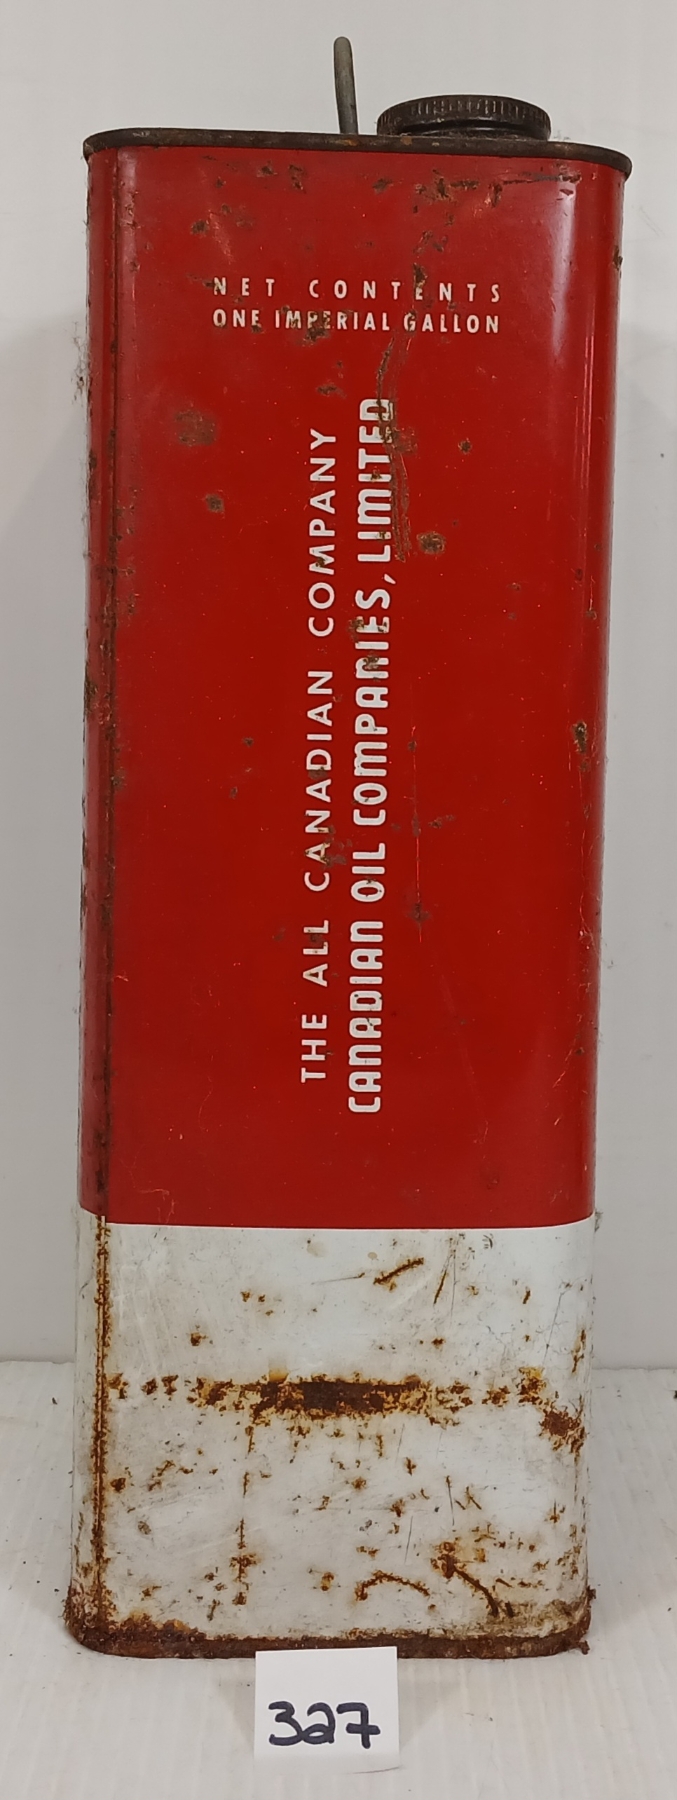 NET CONTENTS
ONE IMPERIAL GALLON
THE ALL CANADIAN COMPANY
CANADIAN OIL COMPANIES, LIMITED
327